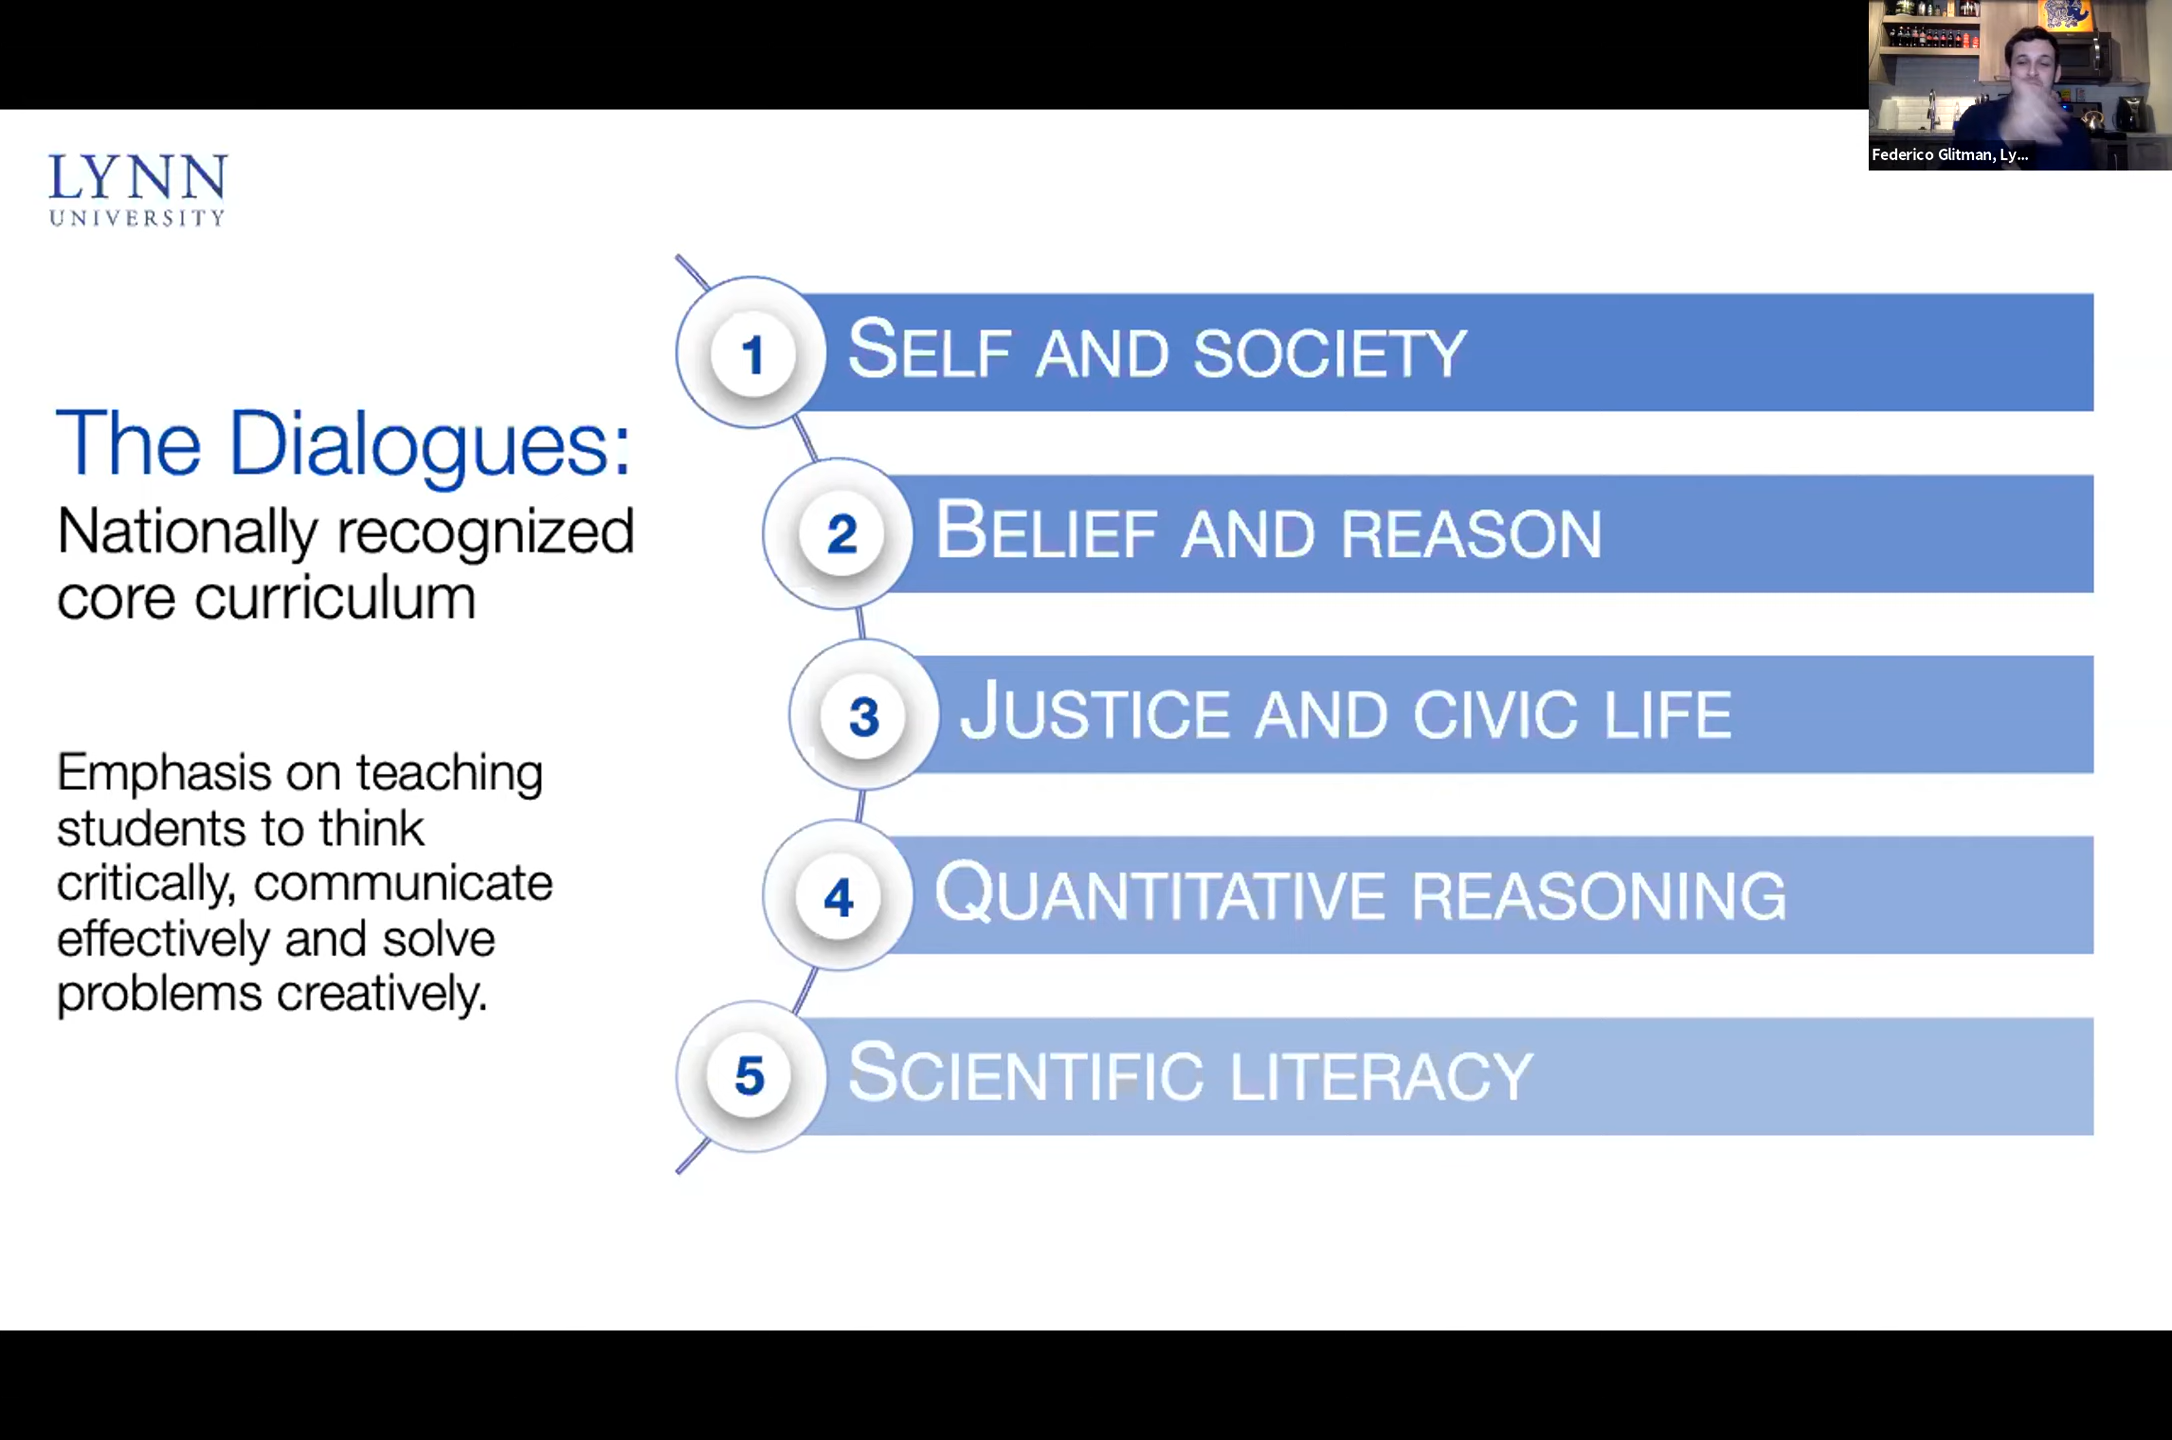 LYNN
UNIVERSITY
Federico Glitman, Ly...
The Dialogues:
Nationally recognized
core curriculum
Emphasis on teaching
students to think
critically, communicate
effectively and solve
problems creatively.
1 SELF AND SOCIETY
2 BELIEF AND REASON
3 JUSTICE AND CIVIC LIFE
4 QUANTITATIVE REASONING
5 SCIENTIFIC LITERACY